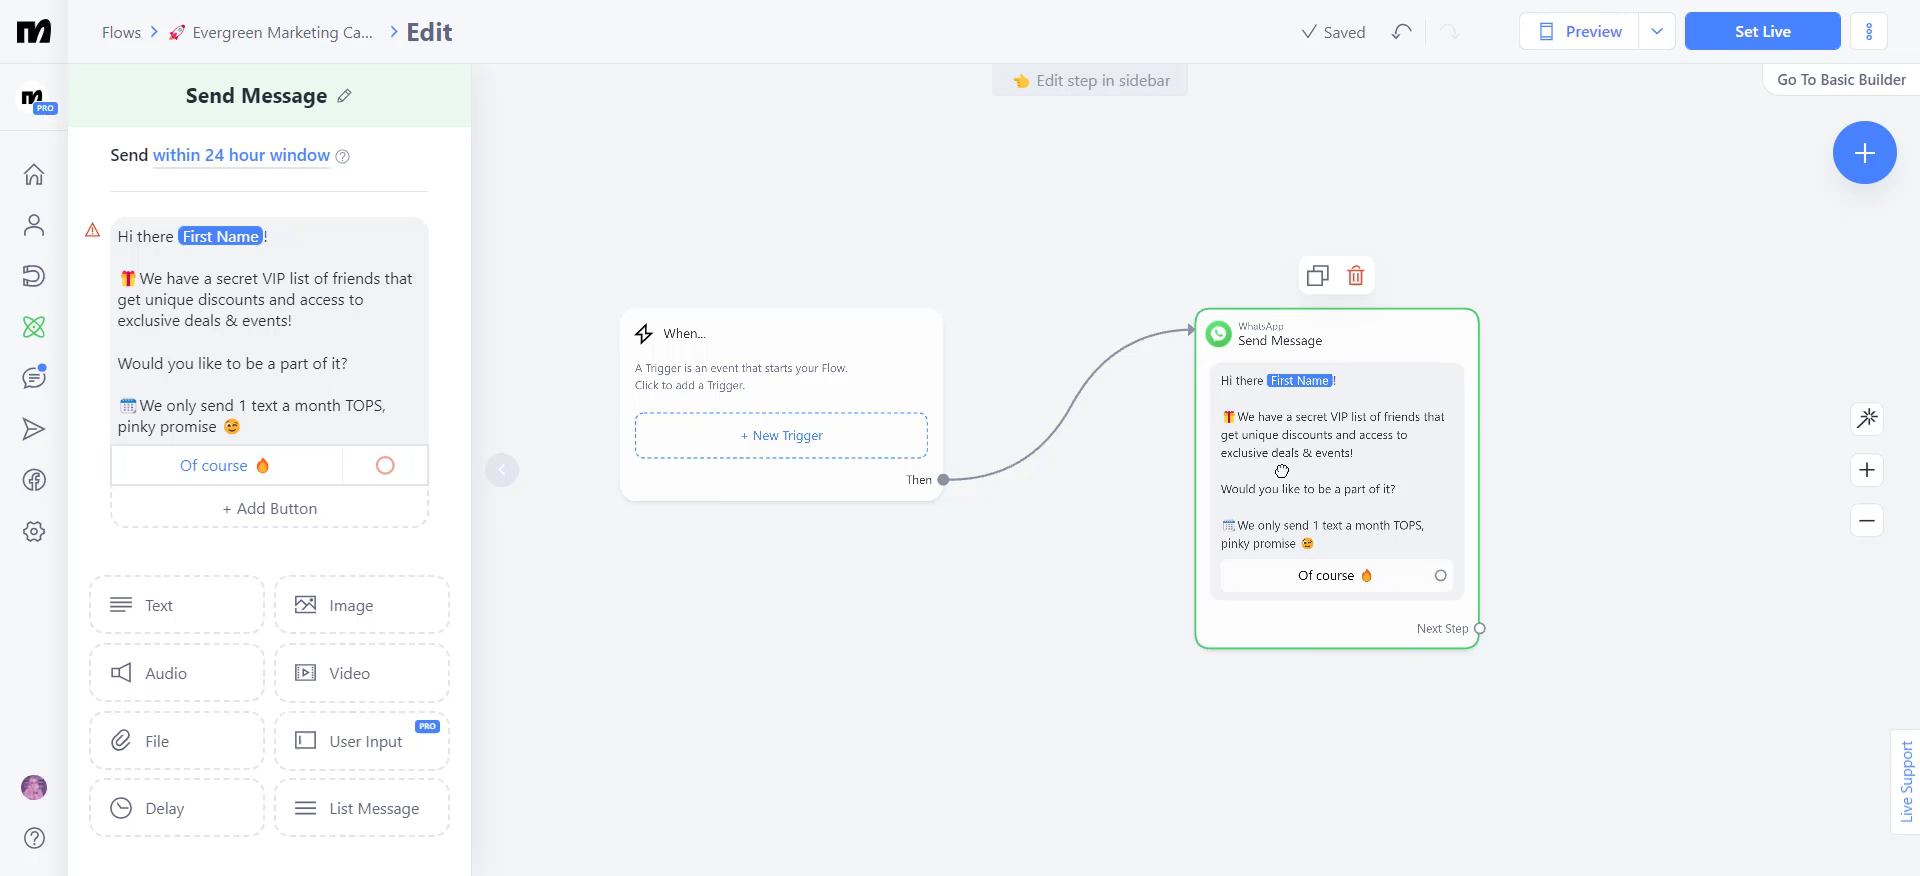 Flows > 🚀 Evergreen Marketing Ca... > Edit
Saved
Preview
Set Live
Go To Basic Builder
👈 Edit step in sidebar
PRO
Send Message
Send within 24 hour window
Hi there First Name!
🎁We have a secret VIP list of friends that
get unique discounts and access to
exclusive deals & events!
Would you like to be a part of it?
🗓️We only send 1 text a month TOPS,
pinky promise 😉
Of course 🔥
+ Add Button
Text
Image
Audio
Video
File
User Input
PRO
Delay
List Message
When...
A Trigger is an event that starts your Flow.
Click to add a Trigger.
+ New Trigger
Then
WhatsApp
Send Message
Hi there First Name!
🎁We have a secret VIP list of friends that
get unique discounts and access to
exclusive deals & events!
Would you like to be a part of it?
🗓️We only send 1 text a month TOPS,
pinky promise 😉
Of course 🔥
Next Step
Live Support